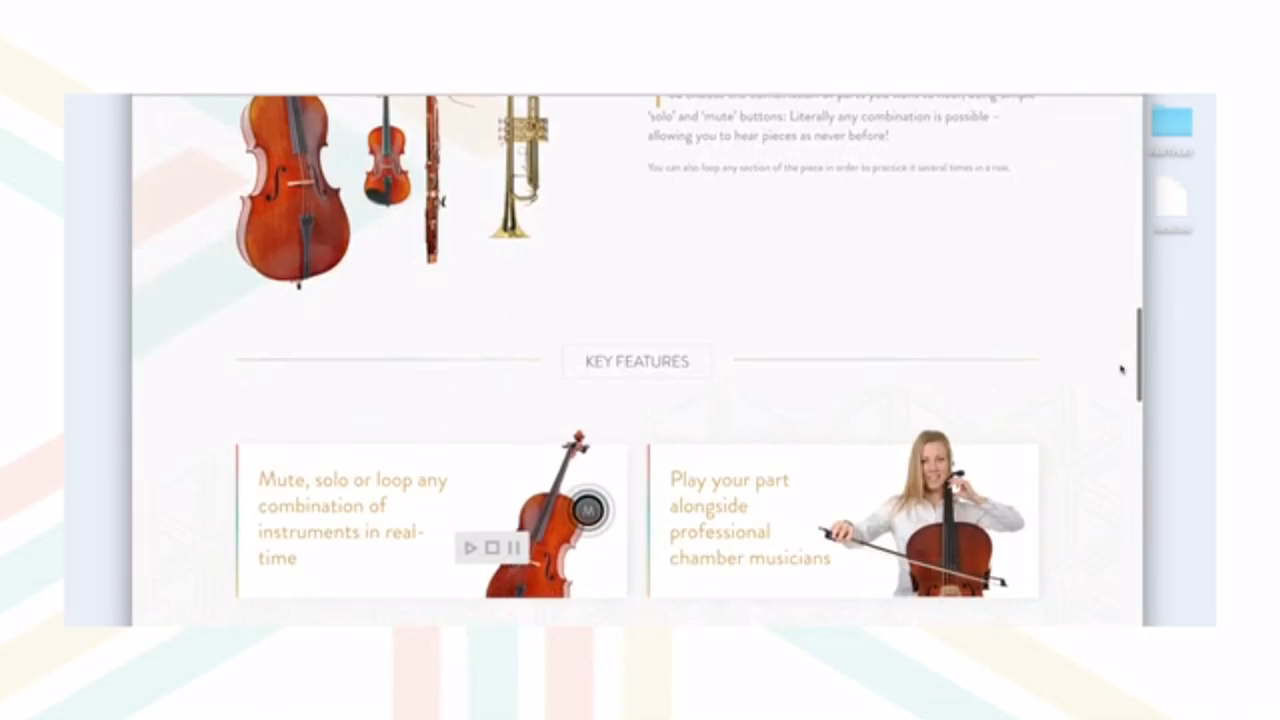 'solo' and 'mute' buttons: Literally any combination is possible –
allowing you to hear pieces as never before!
You can also loop any section of the piece in order to practice it several times in a row.
KEY FEATURES
Mute, solo or loop any
combination of
instruments in real-
time
M
Play your part
alongside
professional
chamber musicians